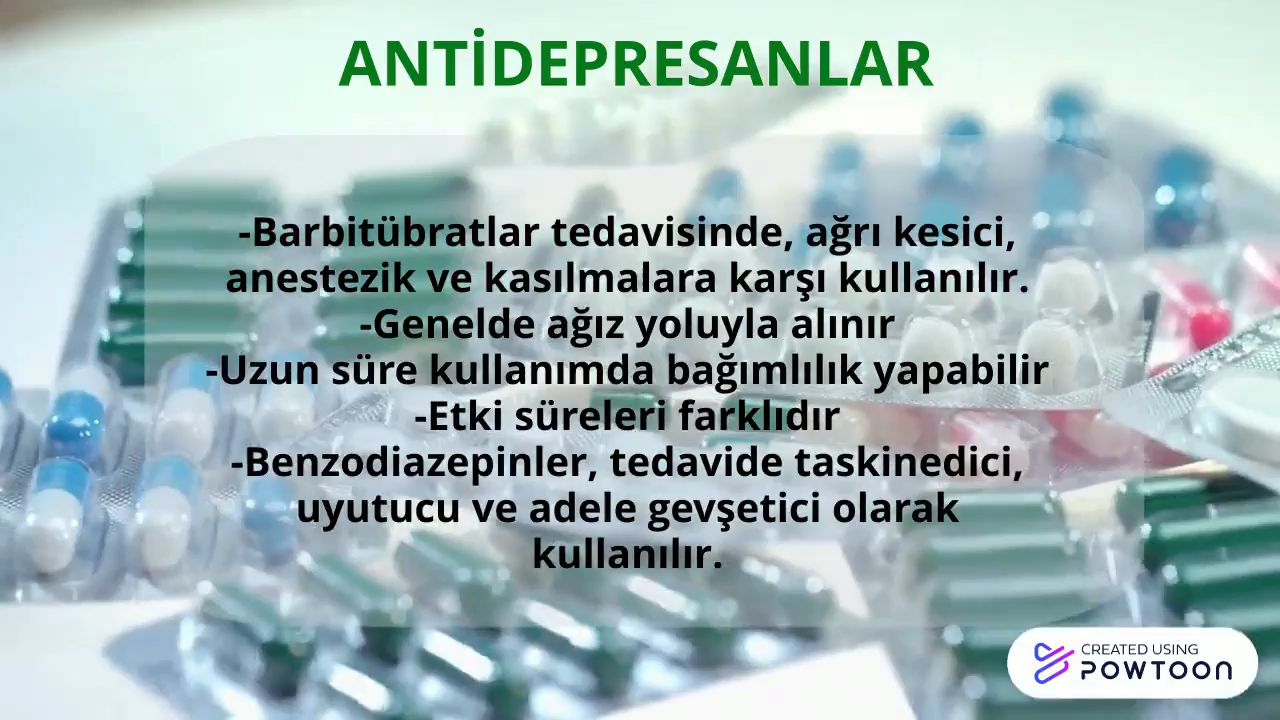 ANTİDEPRESANLAR
-Barbitübratlar tedavisinde, ağrı kesici,
anestezik ve kasılmalara karşı kullanılır.
-Genelde ağız yoluyla alınır
-Uzun süre kullanımda bağımlılık yapabilir
-Etki süreleri farklıdır
-Benzodiazepinler, tedavide taskinedici,
uyutucu ve adele gevşetici olarak
kullanılır.
CREATED USING
POWTOON